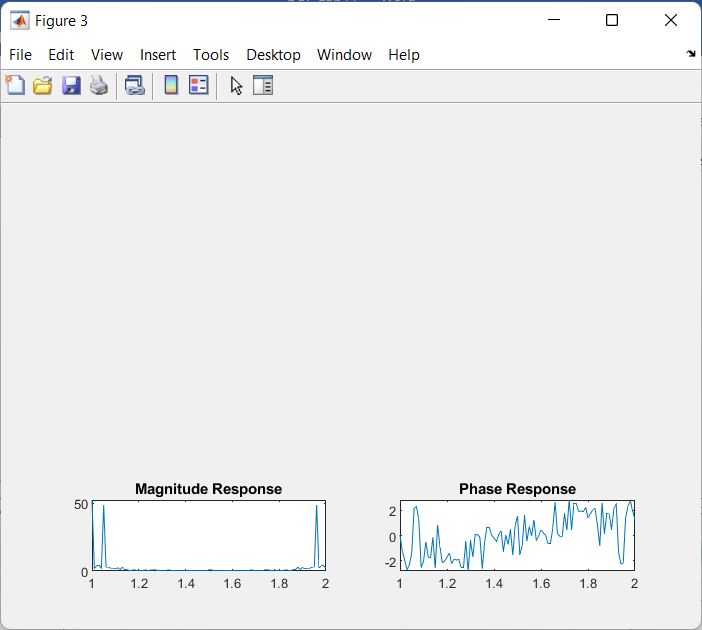 Figure 3
File Edit View Insert Tools Desktop Window Help
Magnitude Response
50
0
1 1.2 1.4 1.6 1.8 2
Phase Response
2
0
-2
1 1.2 1.4 1.6 1.8 2